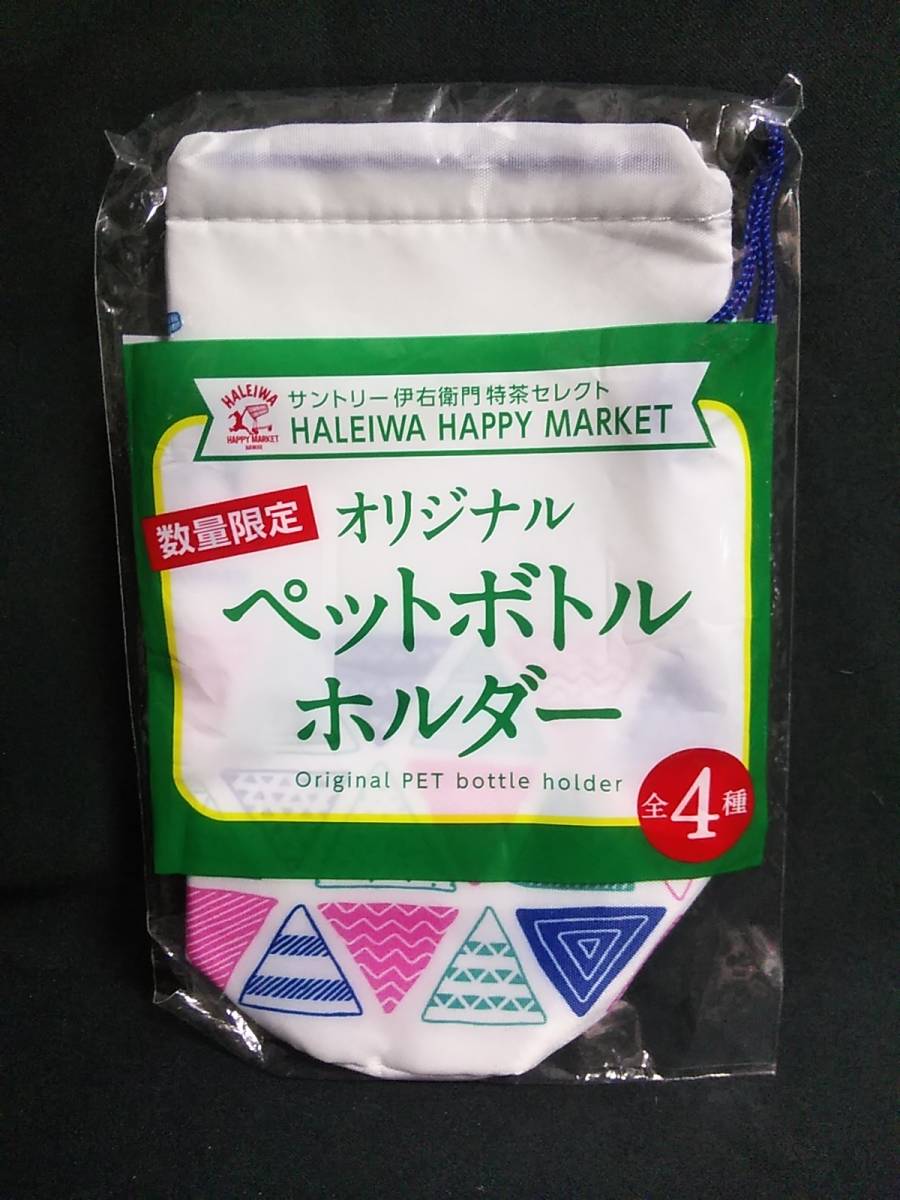 HALEIWA
HAPPY MARKET
HAWAII
サントリー 伊右衛門 特茶セレクト
HALEIWA HAPPY MARKET
数量限定
オリジナル
ペットボトル
ホルダー
Original PET bottle holder
全4種